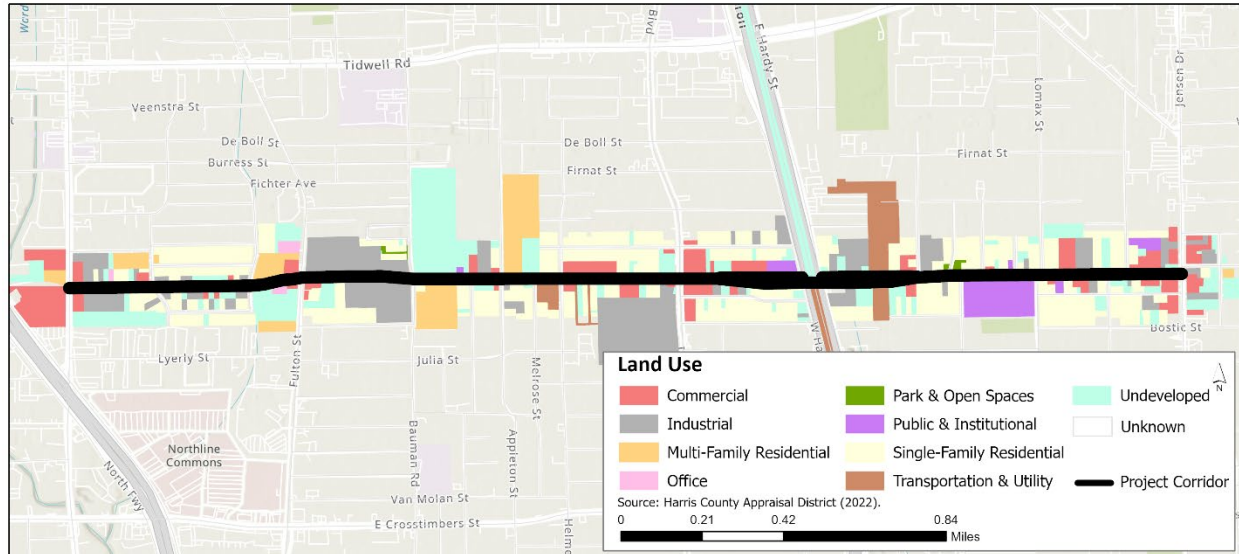 Tidwell Rd
Blvd
E Hardy St
Lomax St
Jensen Dr
Veenstra St
De Boll St
De Boll St
Burress St
Firnat St
Firnat St
Fichter Ave
Lyerly St
Fulton St
Julia St
Bauman Rd
Melrose St
Appleton St
Bostic St
Northline
Commons
North Fwy
Van Molan St
E Crosstimbers St
Land Use
N
Commercial
Park & Open Spaces
Undeveloped
Industrial
Public & Institutional
Unknown
Multi-Family Residential
Single-Family Residential
Office
Transportation & Utility
Project Corridor
Source: Harris County Appraisal District (2022).
0 0.21 0.42 0.84
Miles